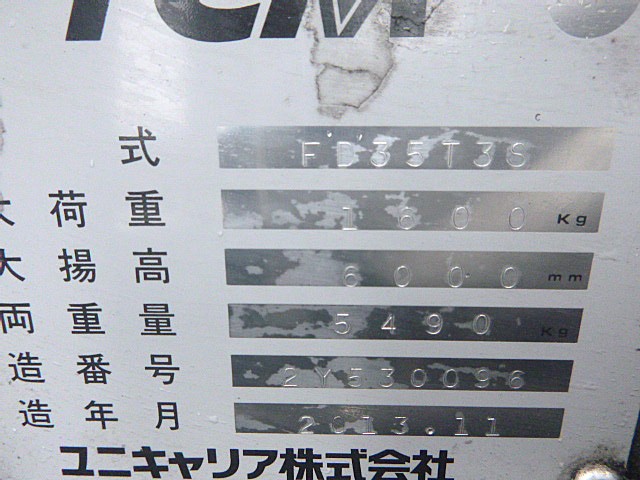 TCM
式 FD35T3S
大荷重 1600 Kg
大揚高 6000 mm
両重量 5490 Kg
造番号 2Y530096
造年月 2013.11
ユニキャリア株式会社